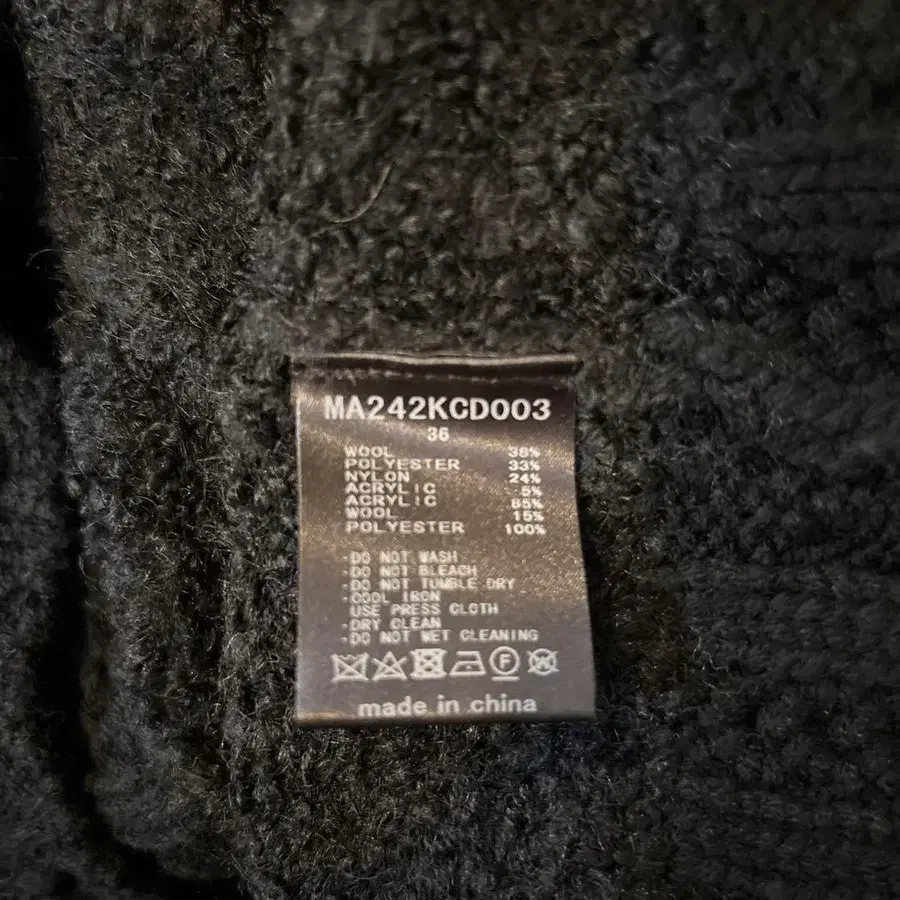 MA242KCD003
36
WOOL 38%
POLYESTER 33%
NYLON 24%
ACRYLIC 5%
ACRYLIC 85%
WOOL 15%
POLYESTER 100%
-DO NOT WASH
-DO NOT BLEACH
-DO NOT TUMBLE DRY
-COOL IRON
USE PRESS CLOTH
-DRY CLEAN
-DO NOT WET CLEANING
F W
made in china